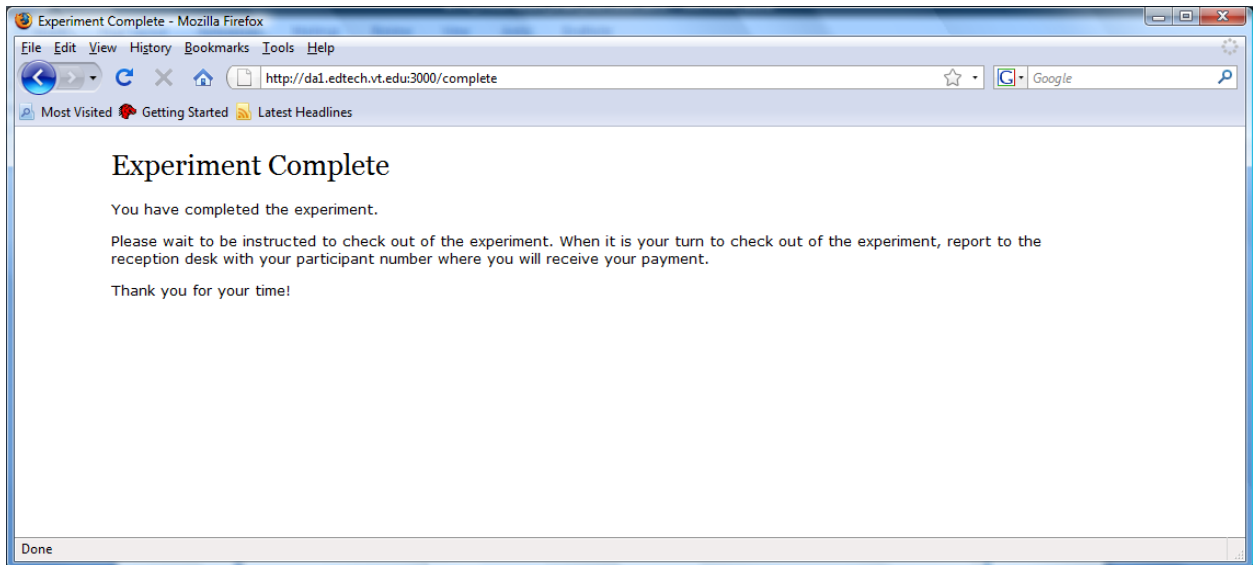 Experiment Complete - Mozilla Firefox
File Edit View History Bookmarks Tools Help
http://da1.edtech.vt.edu:3000/complete
G Google
Most Visited Getting Started Latest Headlines
Experiment Complete
You have completed the experiment.
Please wait to be instructed to check out of the experiment. When it is your turn to check out of the experiment, report to the
reception desk with your participant number where you will receive your payment.
Thank you for your time!
Done